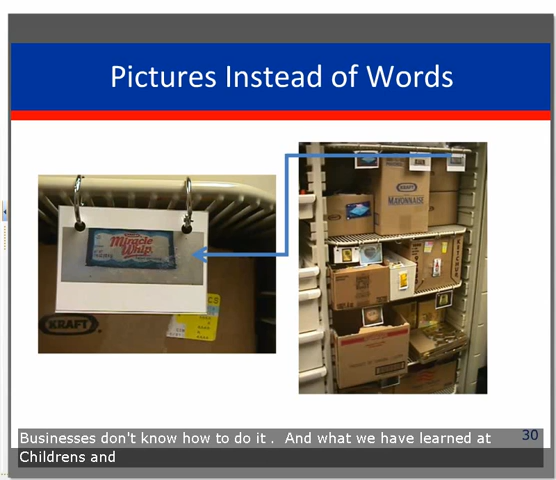 Pictures Instead of Words
Miracle
Whip
KRAFT
KRAFT
MAYONNAISE
KETCHUP
30
Businesses don't know how to do it .  And what we have learned at
Childrens and